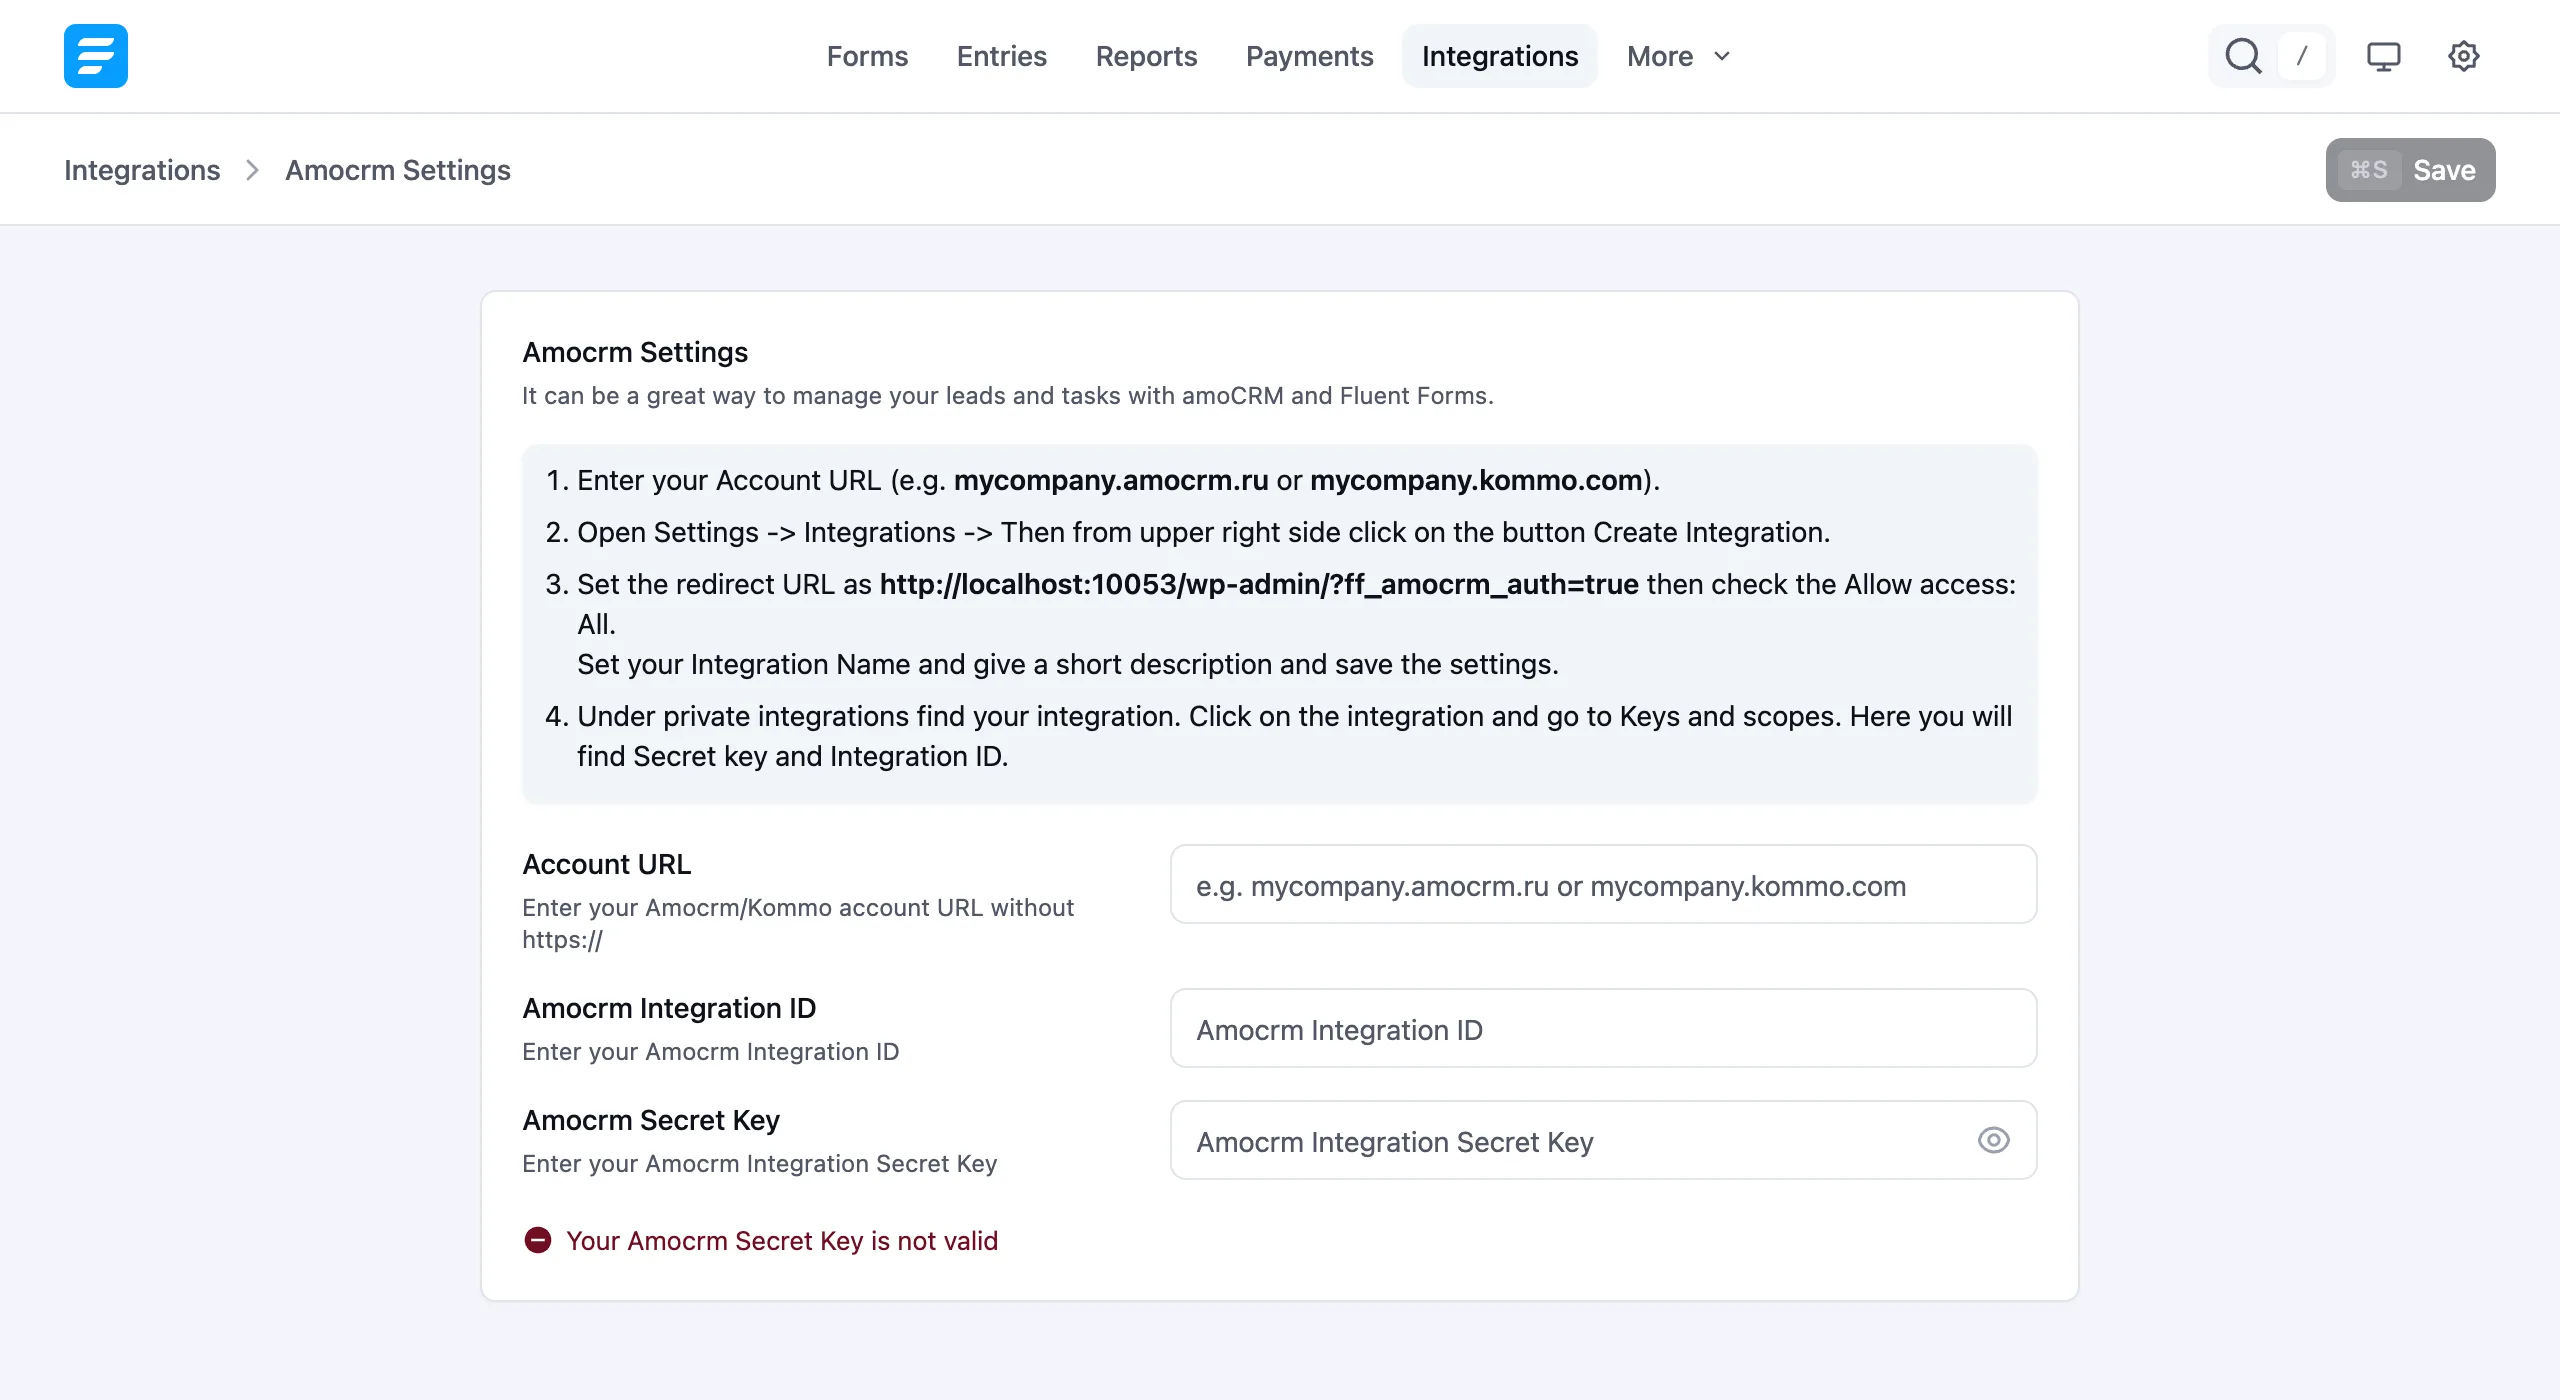 Forms Entries Reports Payments Integrations More /
Integrations > Amocrm Settings ⌘S Save
Amocrm Settings
It can be a great way to manage your leads and tasks with amoCRM and Fluent Forms.
1. Enter your Account URL (e.g. mycompany.amocrm.ru or mycompany.kommo.com).
2. Open Settings -> Integrations -> Then from upper right side click on the button Create Integration.
3. Set the redirect URL as http://localhost:10053/wp-admin/?ff_amocrm_auth=true then check the Allow access:
All.
Set your Integration Name and give a short description and save the settings.
4. Under private integrations find your integration. Click on the integration and go to Keys and scopes. Here you will
find Secret key and Integration ID.
Account URL
e.g. mycompany.amocrm.ru or mycompany.kommo.com
Enter your Amocrm/Kommo account URL without
https://
Amocrm Integration ID
Amocrm Integration ID
Enter your Amocrm Integration ID
Amocrm Secret Key
Amocrm Integration Secret Key
Enter your Amocrm Integration Secret Key
Your Amocrm Secret Key is not valid